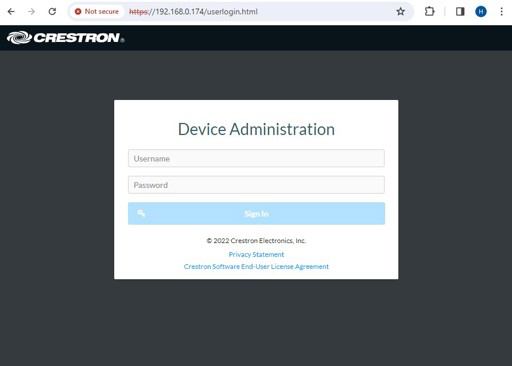 Not secure https://192.168.0.174/userlogin.html
H
CRESTRON®
Device Administration
Username
Password
Sign In
© 2022 Crestron Electronics, Inc.
Privacy Statement
Crestron Software End-User License Agreement